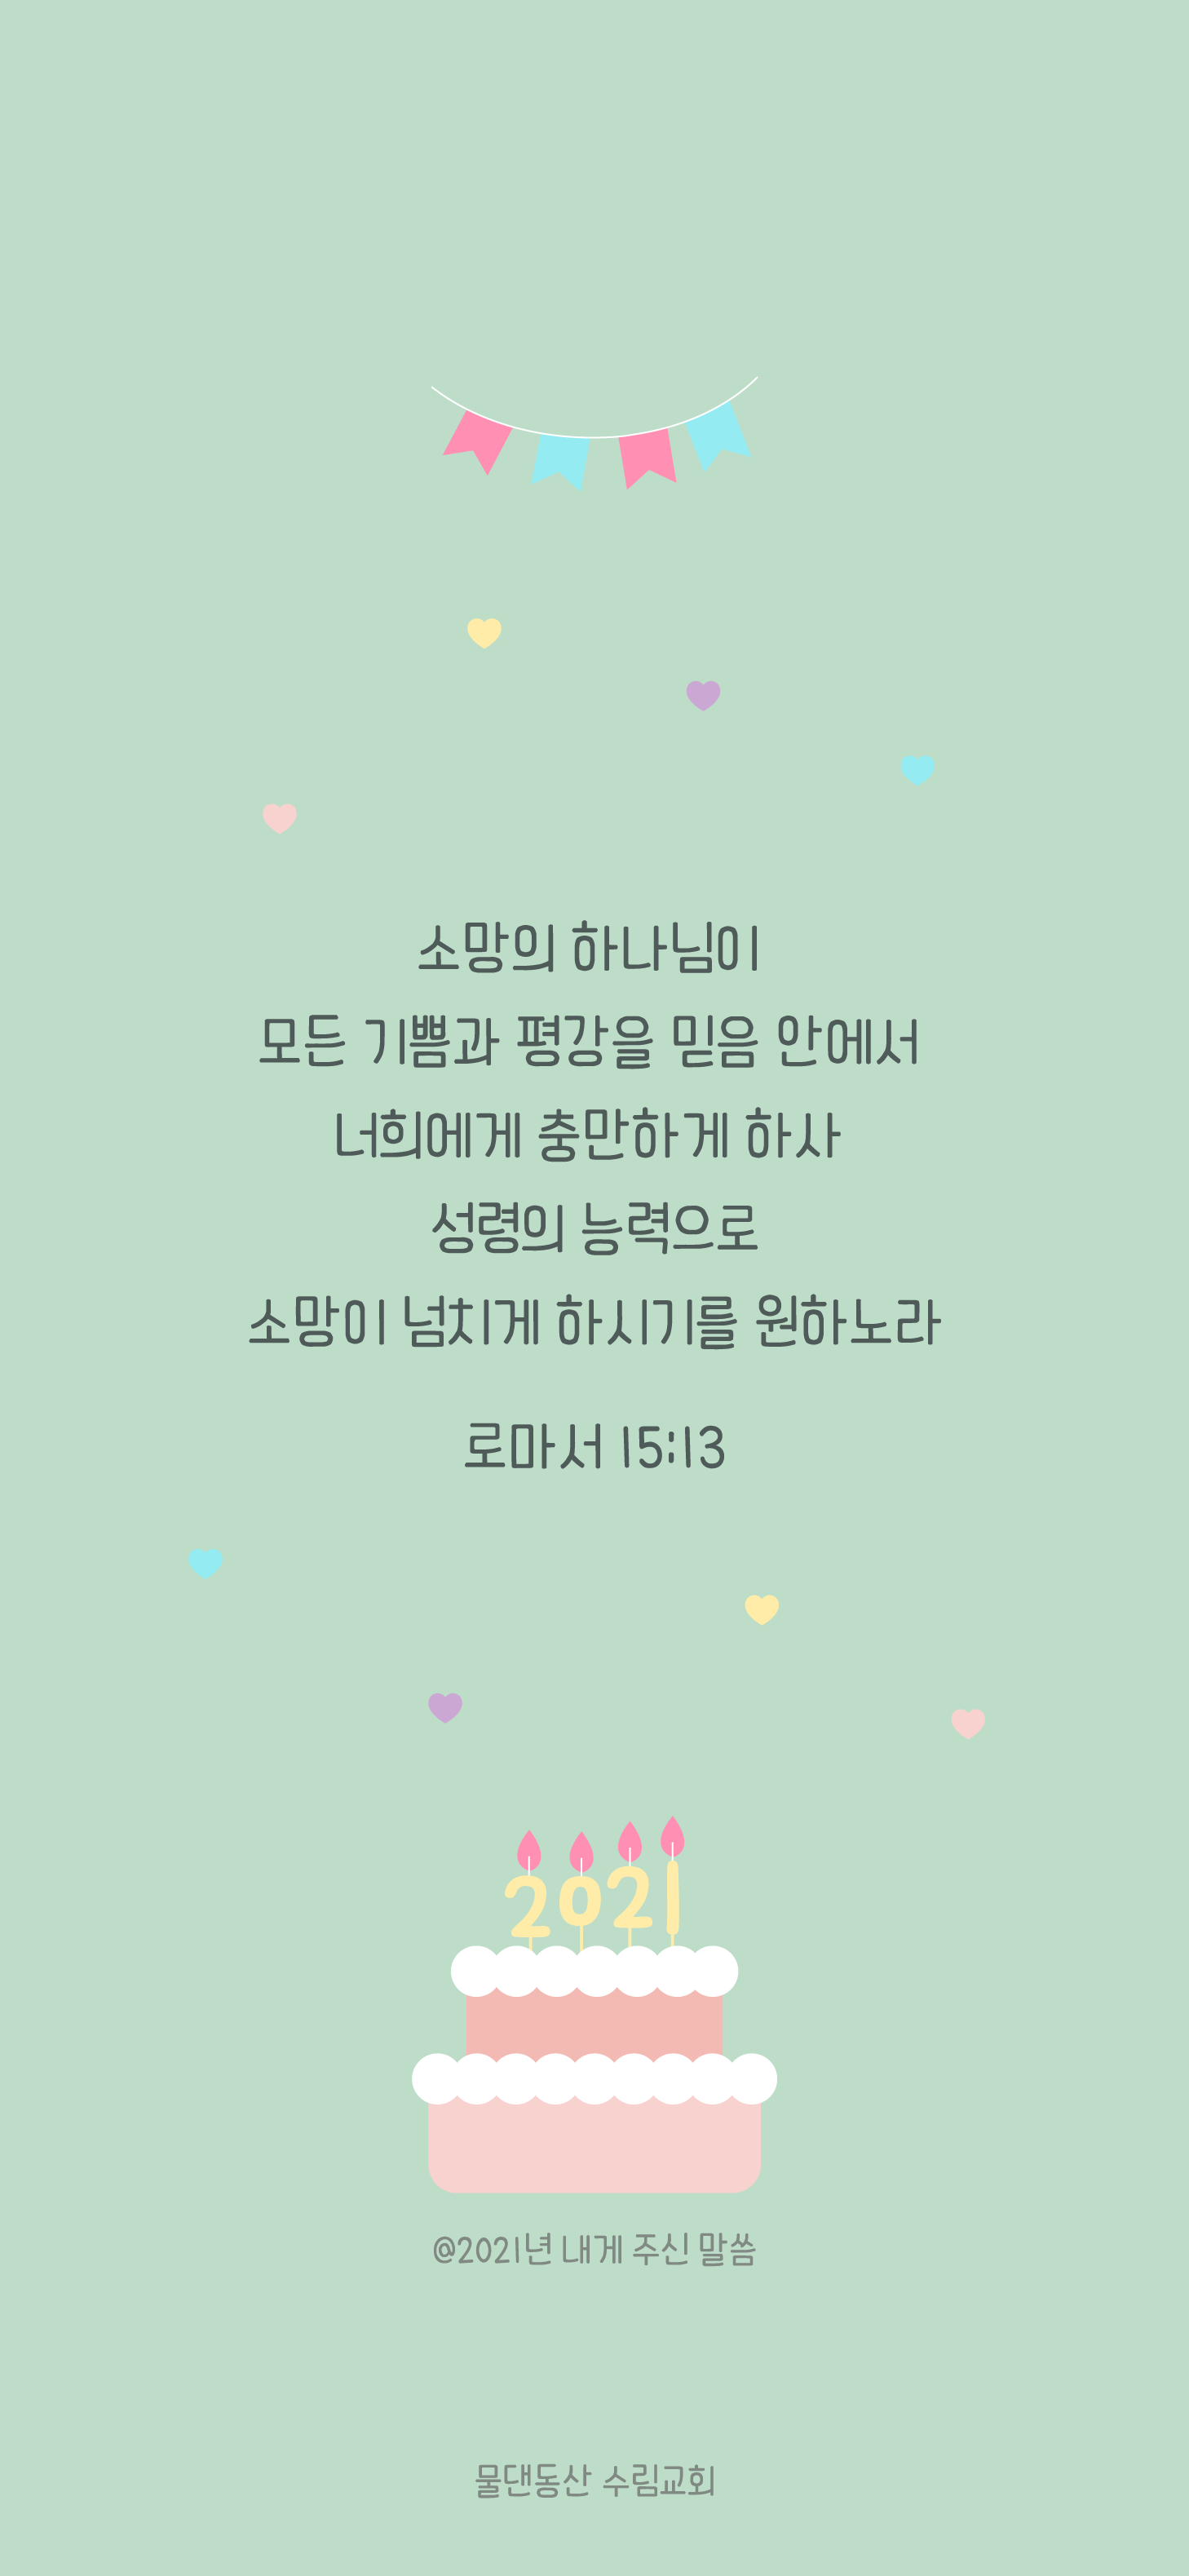 소망의 하나님이
모든 기쁨과 평강을 믿음 안에서
너희에게 충만하게 하사
성령의 능력으로
소망이 넘치게 하시기를 원하노라
로마서 15:13
2021
@2021년 내게 주신 말씀
물댄동산 수림교회